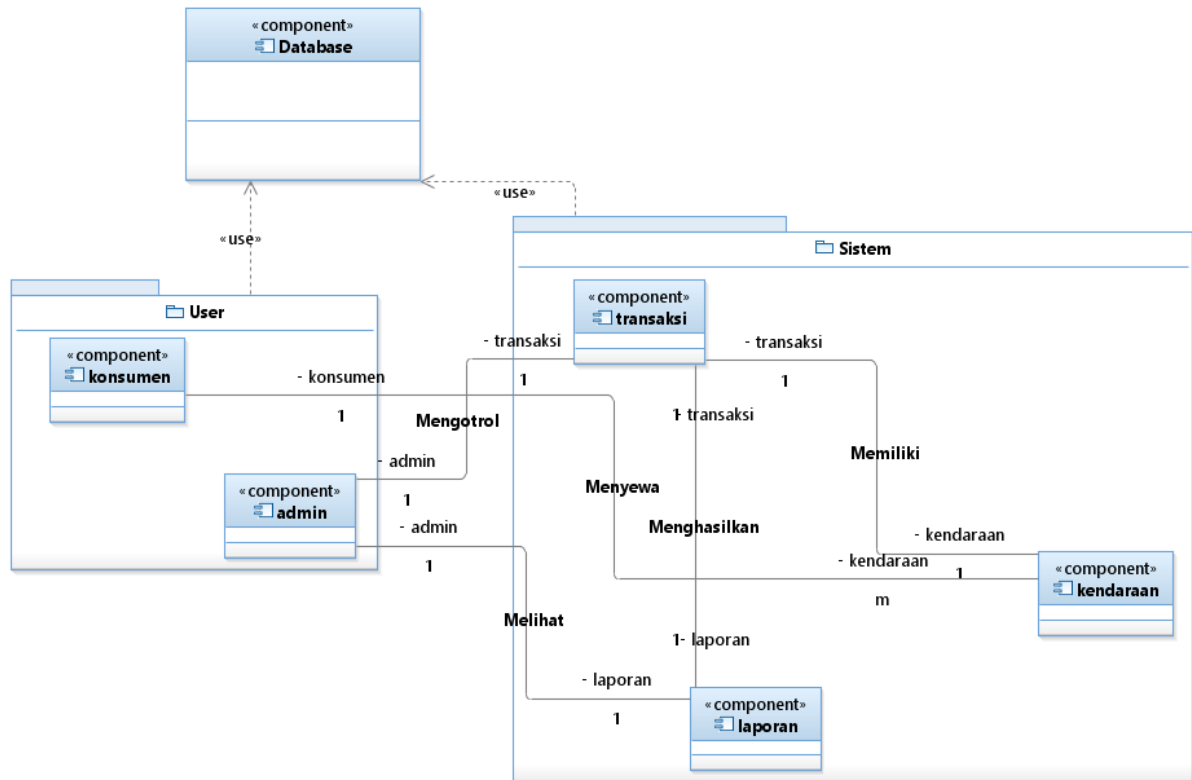 «component»
Database
«use»
«use»
Sistem
«component»
transaksi
User
«component»
konsumen
- transaksi
1
- transaksi
1
- konsumen
1
Mengotrol
1
- transaksi
Memiliki
- admin
1
«component»
admin
Menyewa
- admin
1
Menghasilkan
- kendaraan
1
- kendaraan
m
«component»
kendaraan
Melihat
1
- laporan
- laporan
1
«component»
laporan